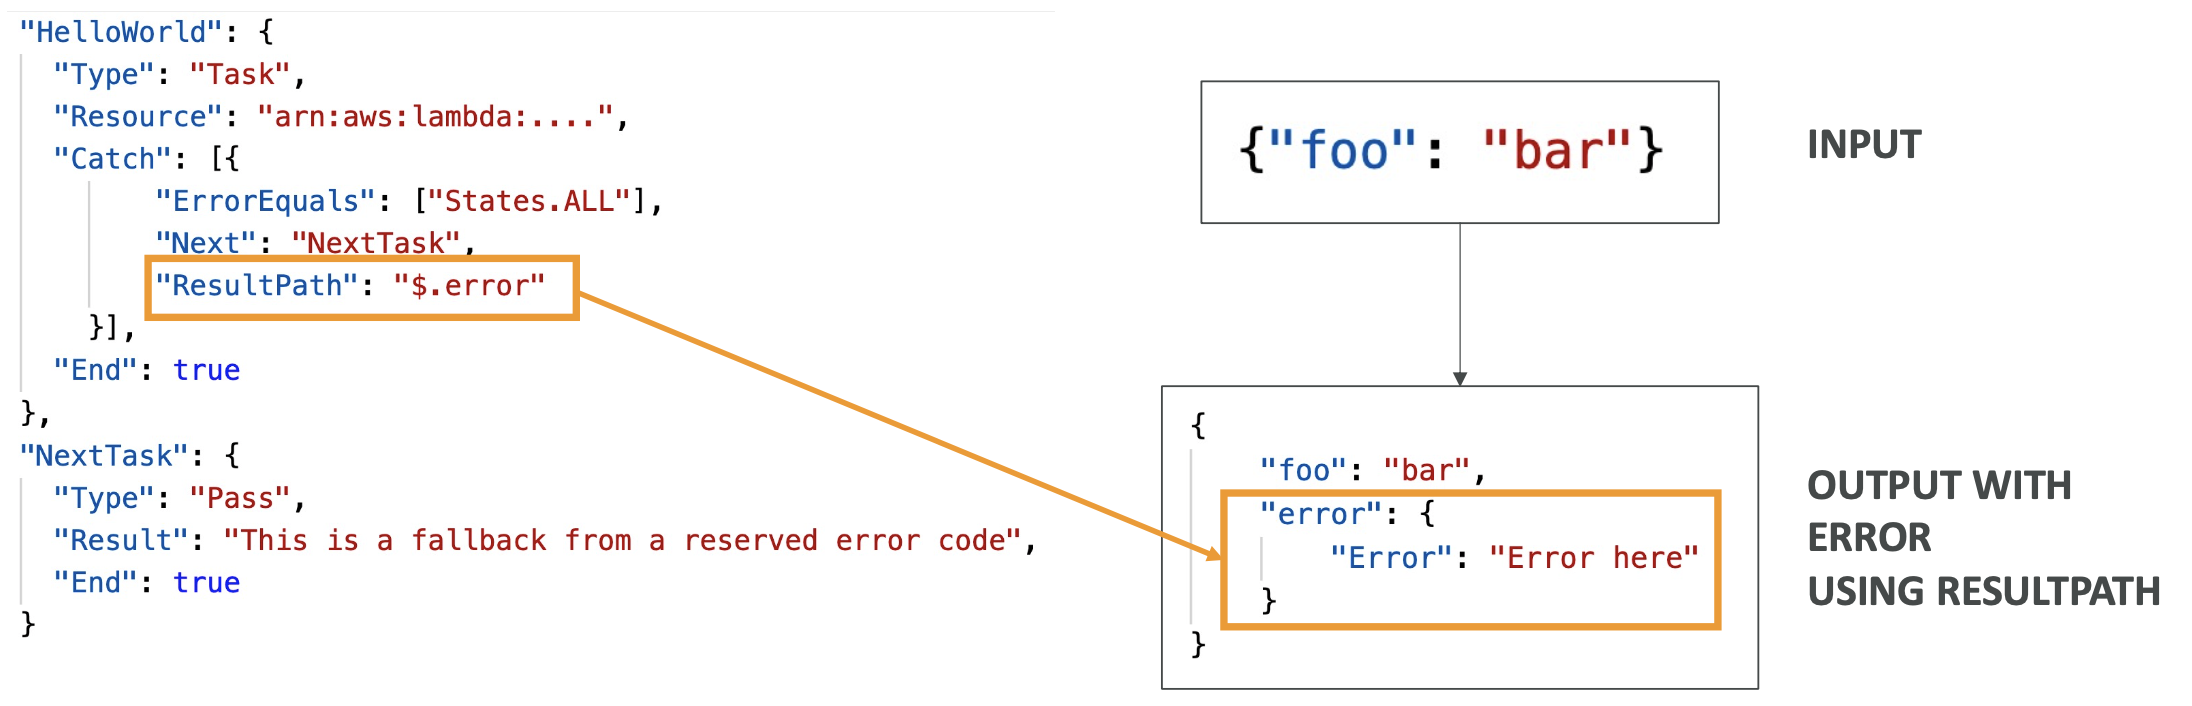 "HelloWorld": {
"Type": "Task",
"Resource": "arn:aws:lambda:....",
"Catch": [{
"ErrorEquals": ["States.ALL"],
"Next": "NextTask",
"ResultPath": "$.error"
}],
"End": true
},
"NextTask": {
"Type": "Pass",
"Result": "This is a fallback from a reserved error code",
"End": true
}
{"foo": "bar"}
INPUT
{
"foo": "bar",
"error": {
"Error": "Error here"
}
}
OUTPUT WITH
ERROR
USING RESULTPATH